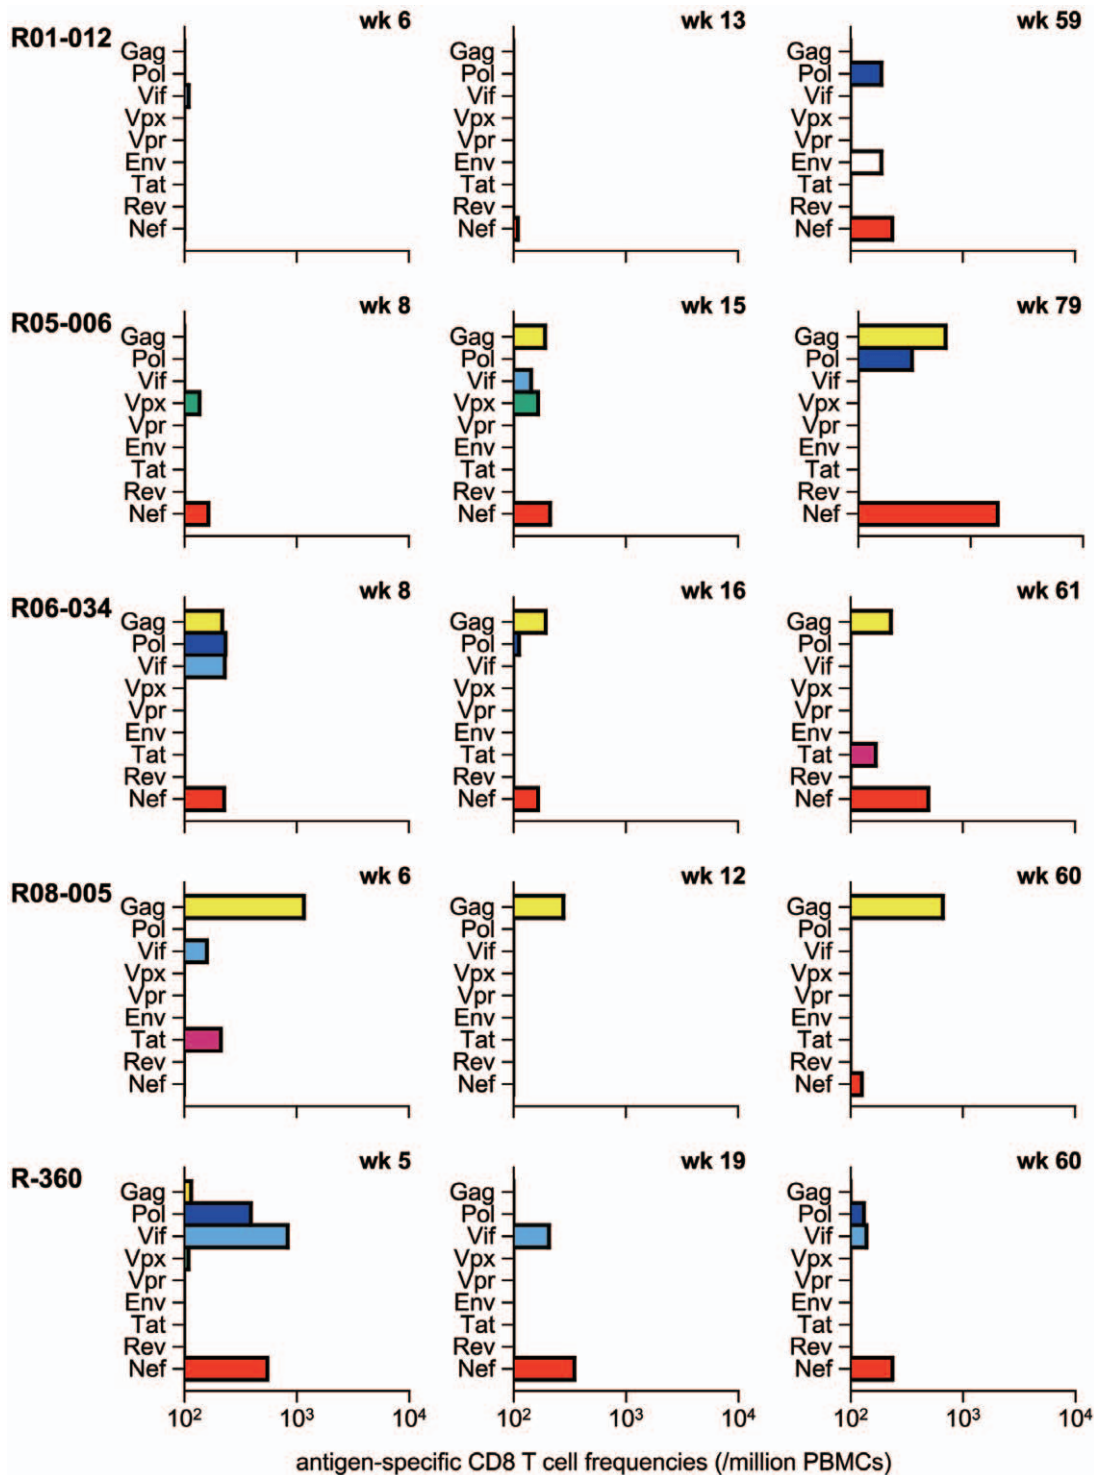 R01-012 wk 6 wk 13 wk 59
Gag Gag Gag
Pol Pol Pol
Vif Vif Vif
Vpx Vpx Vpx
Vpr Vpr Vpr
Env Env Env
Tat Tat Tat
Rev Rev Rev
Nef Nef Nef
R05-006 wk 8 wk 15 wk 79
Gag Gag Gag
Pol Pol Pol
Vif Vif Vif
Vpx Vpx Vpx
Vpr Vpr Vpr
Env Env Env
Tat Tat Tat
Rev Rev Rev
Nef Nef Nef
R06-034 wk 8 wk 16 wk 61
Gag Gag Gag
Pol Pol Pol
Vif Vif Vif
Vpx Vpx Vpx
Vpr Vpr Vpr
Env Env Env
Tat Tat Tat
Rev Rev Rev
Nef Nef Nef
R08-005 wk 6 wk 12 wk 60
Gag Gag Gag
Pol Pol Pol
Vif Vif Vif
Vpx Vpx Vpx
Vpr Vpr Vpr
Env Env Env
Tat Tat Tat
Rev Rev Rev
Nef Nef Nef
R-360 wk 5 wk 19 wk 60
Gag Gag Gag
Pol Pol Pol
Vif Vif Vif
Vpx Vpx Vpx
Vpr Vpr Vpr
Env Env Env
Tat Tat Tat
Rev Rev Rev
Nef Nef Nef
10² 10³ 10⁴ 10² 10³ 10⁴ 10² 10³ 10⁴
antigen-specific CD8 T cell frequencies (/million PBMCs)